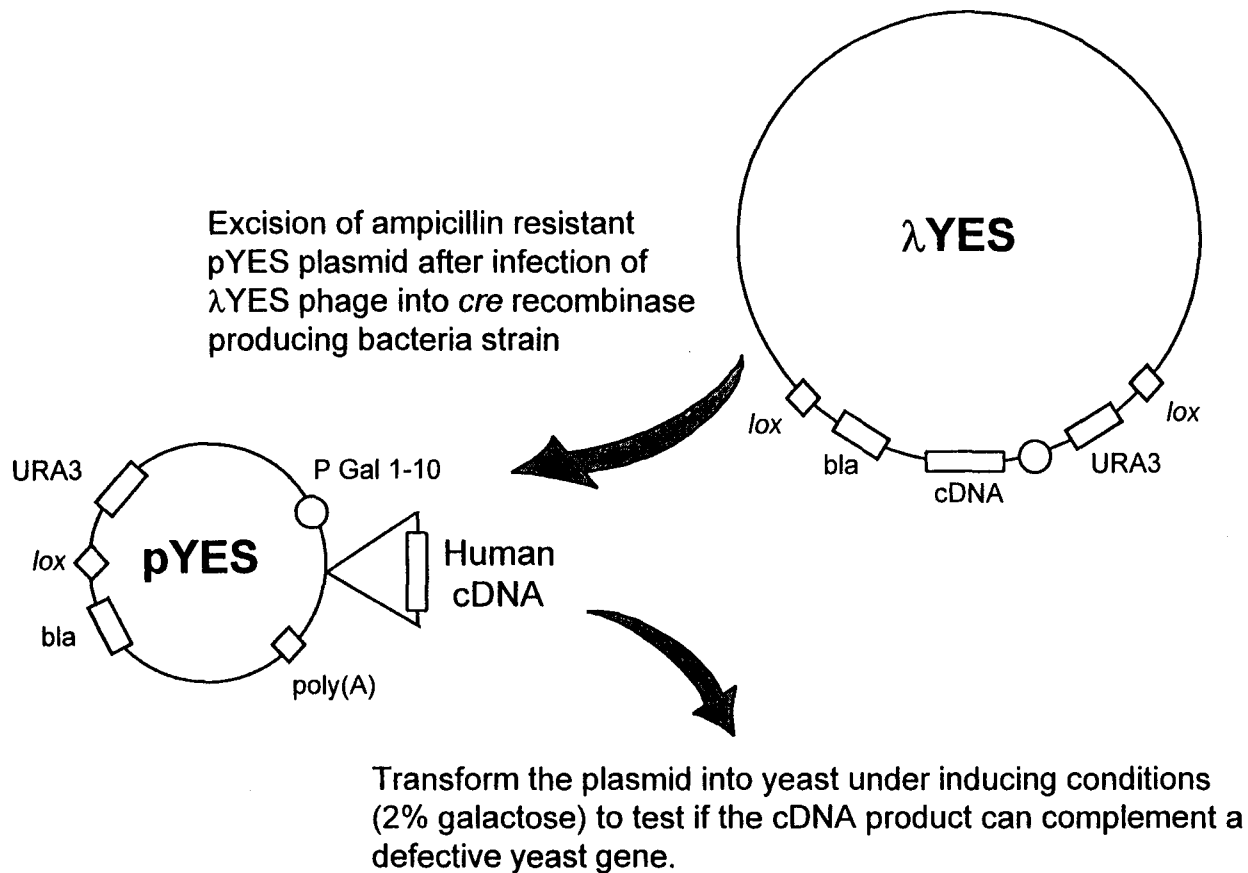 Excision of ampicillin resistant
pYES plasmid after infection of
λYES phage into cre recombinase
producing bacteria strain
λYES
lox
bla
cDNA
URA3
lox
URA3
P Gal 1-10
lox
pYES
Human
cDNA
bla
poly(A)
Transform the plasmid into yeast under inducing conditions
(2% galactose) to test if the cDNA product can complement a
defective yeast gene.